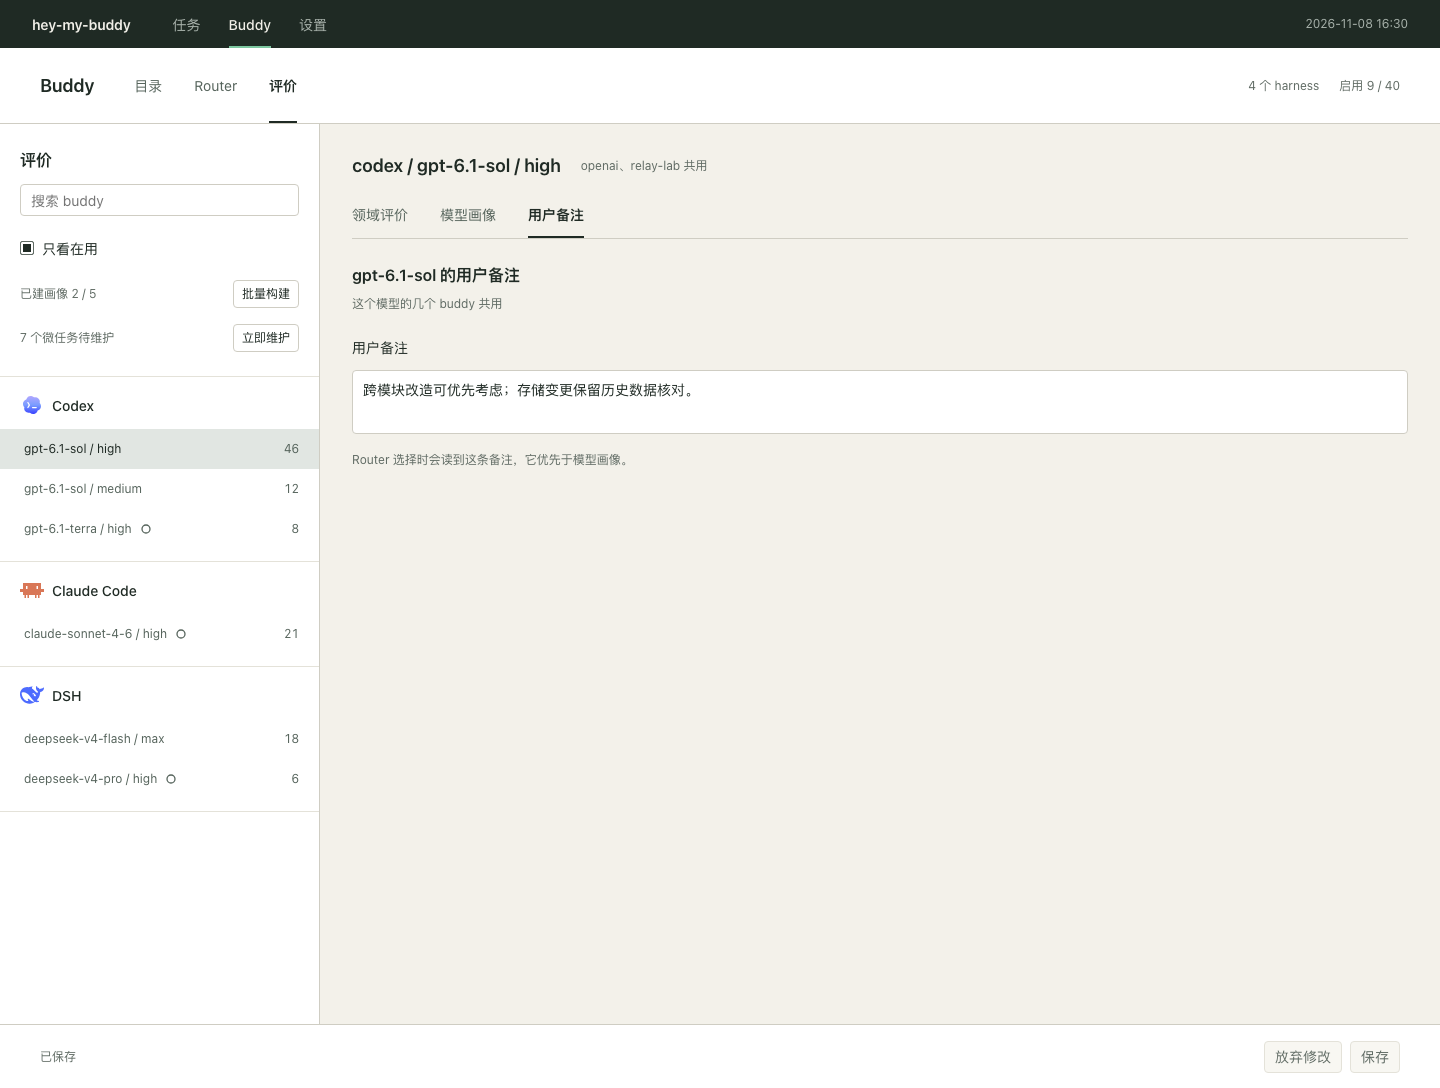 hey-my-buddy 任务 Buddy 设置 2026-11-08 16:30
Buddy 目录 Router 评价 4 个 harness 启用 9 / 40
评价
搜索 buddy
只看在用
已建画像 2 / 5 批量构建
7 个微任务待维护 立即维护
Codex
gpt-6.1-sol / high 46
gpt-6.1-sol / medium 12
gpt-6.1-terra / high 8
Claude Code
claude-sonnet-4-6 / high 21
DSH
deepseek-v4-flash / max 18
deepseek-v4-pro / high 6
codex / gpt-6.1-sol / high openai、relay-lab 共用
领域评价 模型画像 用户备注
gpt-6.1-sol 的用户备注
这个模型的几个 buddy 共用
用户备注
跨模块改造可优先考虑；存储变更保留历史数据核对。
Router 选择时会读到这条备注，它优先于模型画像。
已保存 放弃修改 保存